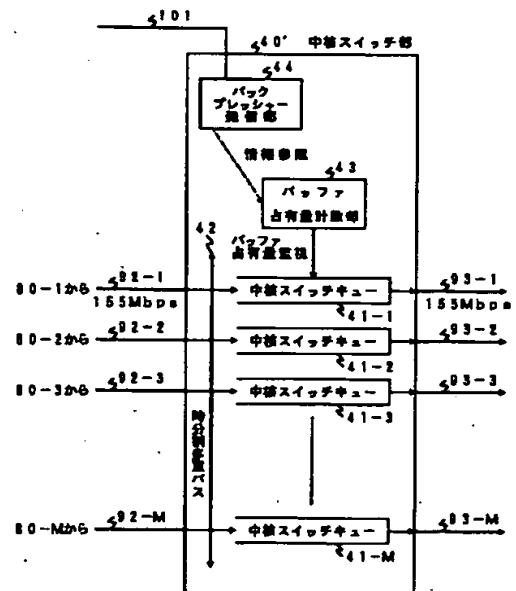 101
40' 中核スイッチ部
44
バック
プレッシャー
発信部
情報参照
43
バッファ
占有量計数部
42
バッファ
占有量監視
80-1から 92-1 中核スイッチキュー 93-1
155Mbps 155Mbps
41-1
80-2から 92-2 中核スイッチキュー 93-2
41-2
80-3から 92-3 中核スイッチキュー 93-3
41-3
時分割多重バス
80-Mから 92-M 中核スイッチキュー 93-M
41-M